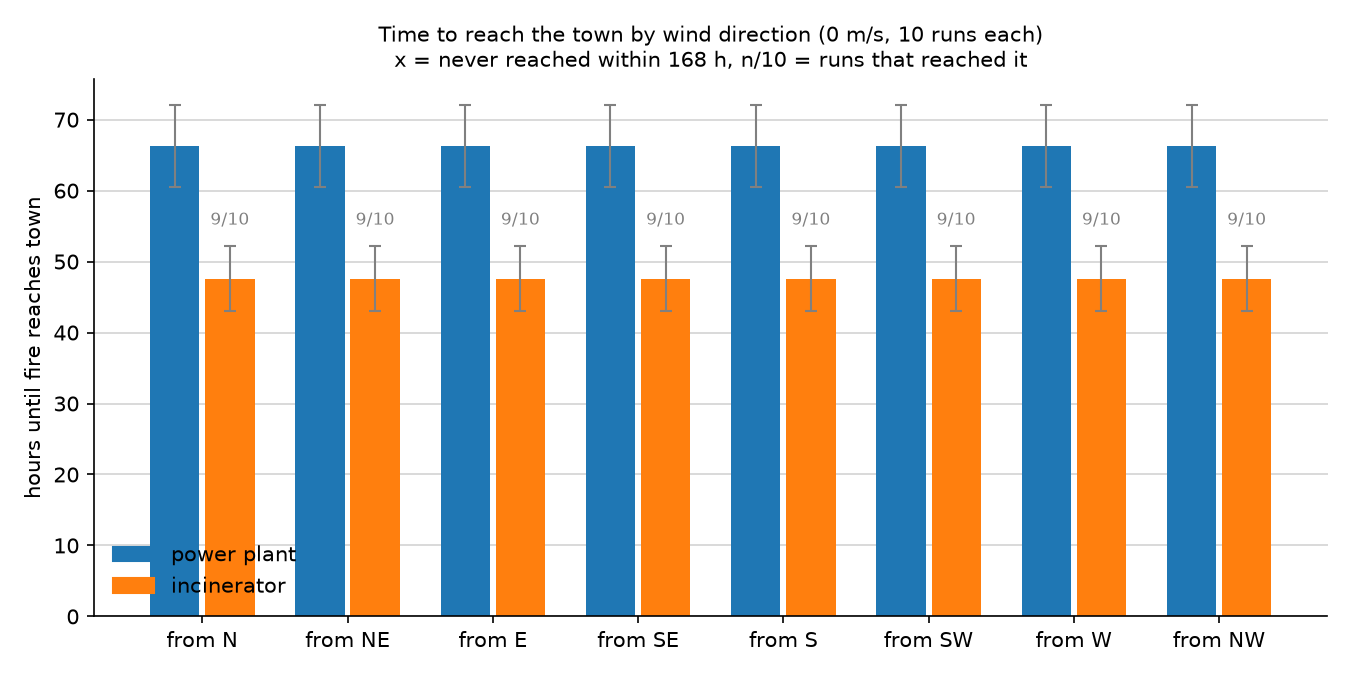 Time to reach the town by wind direction (0 m/s, 10 runs each)
x = never reached within 168 h, n/10 = runs that reached it
hours until fire reaches town
70
60
50
40
30
20
10
0
9/10 9/10 9/10 9/10 9/10 9/10 9/10 9/10
power plant
incinerator
from N from NE from E from SE from S from SW from W from NW